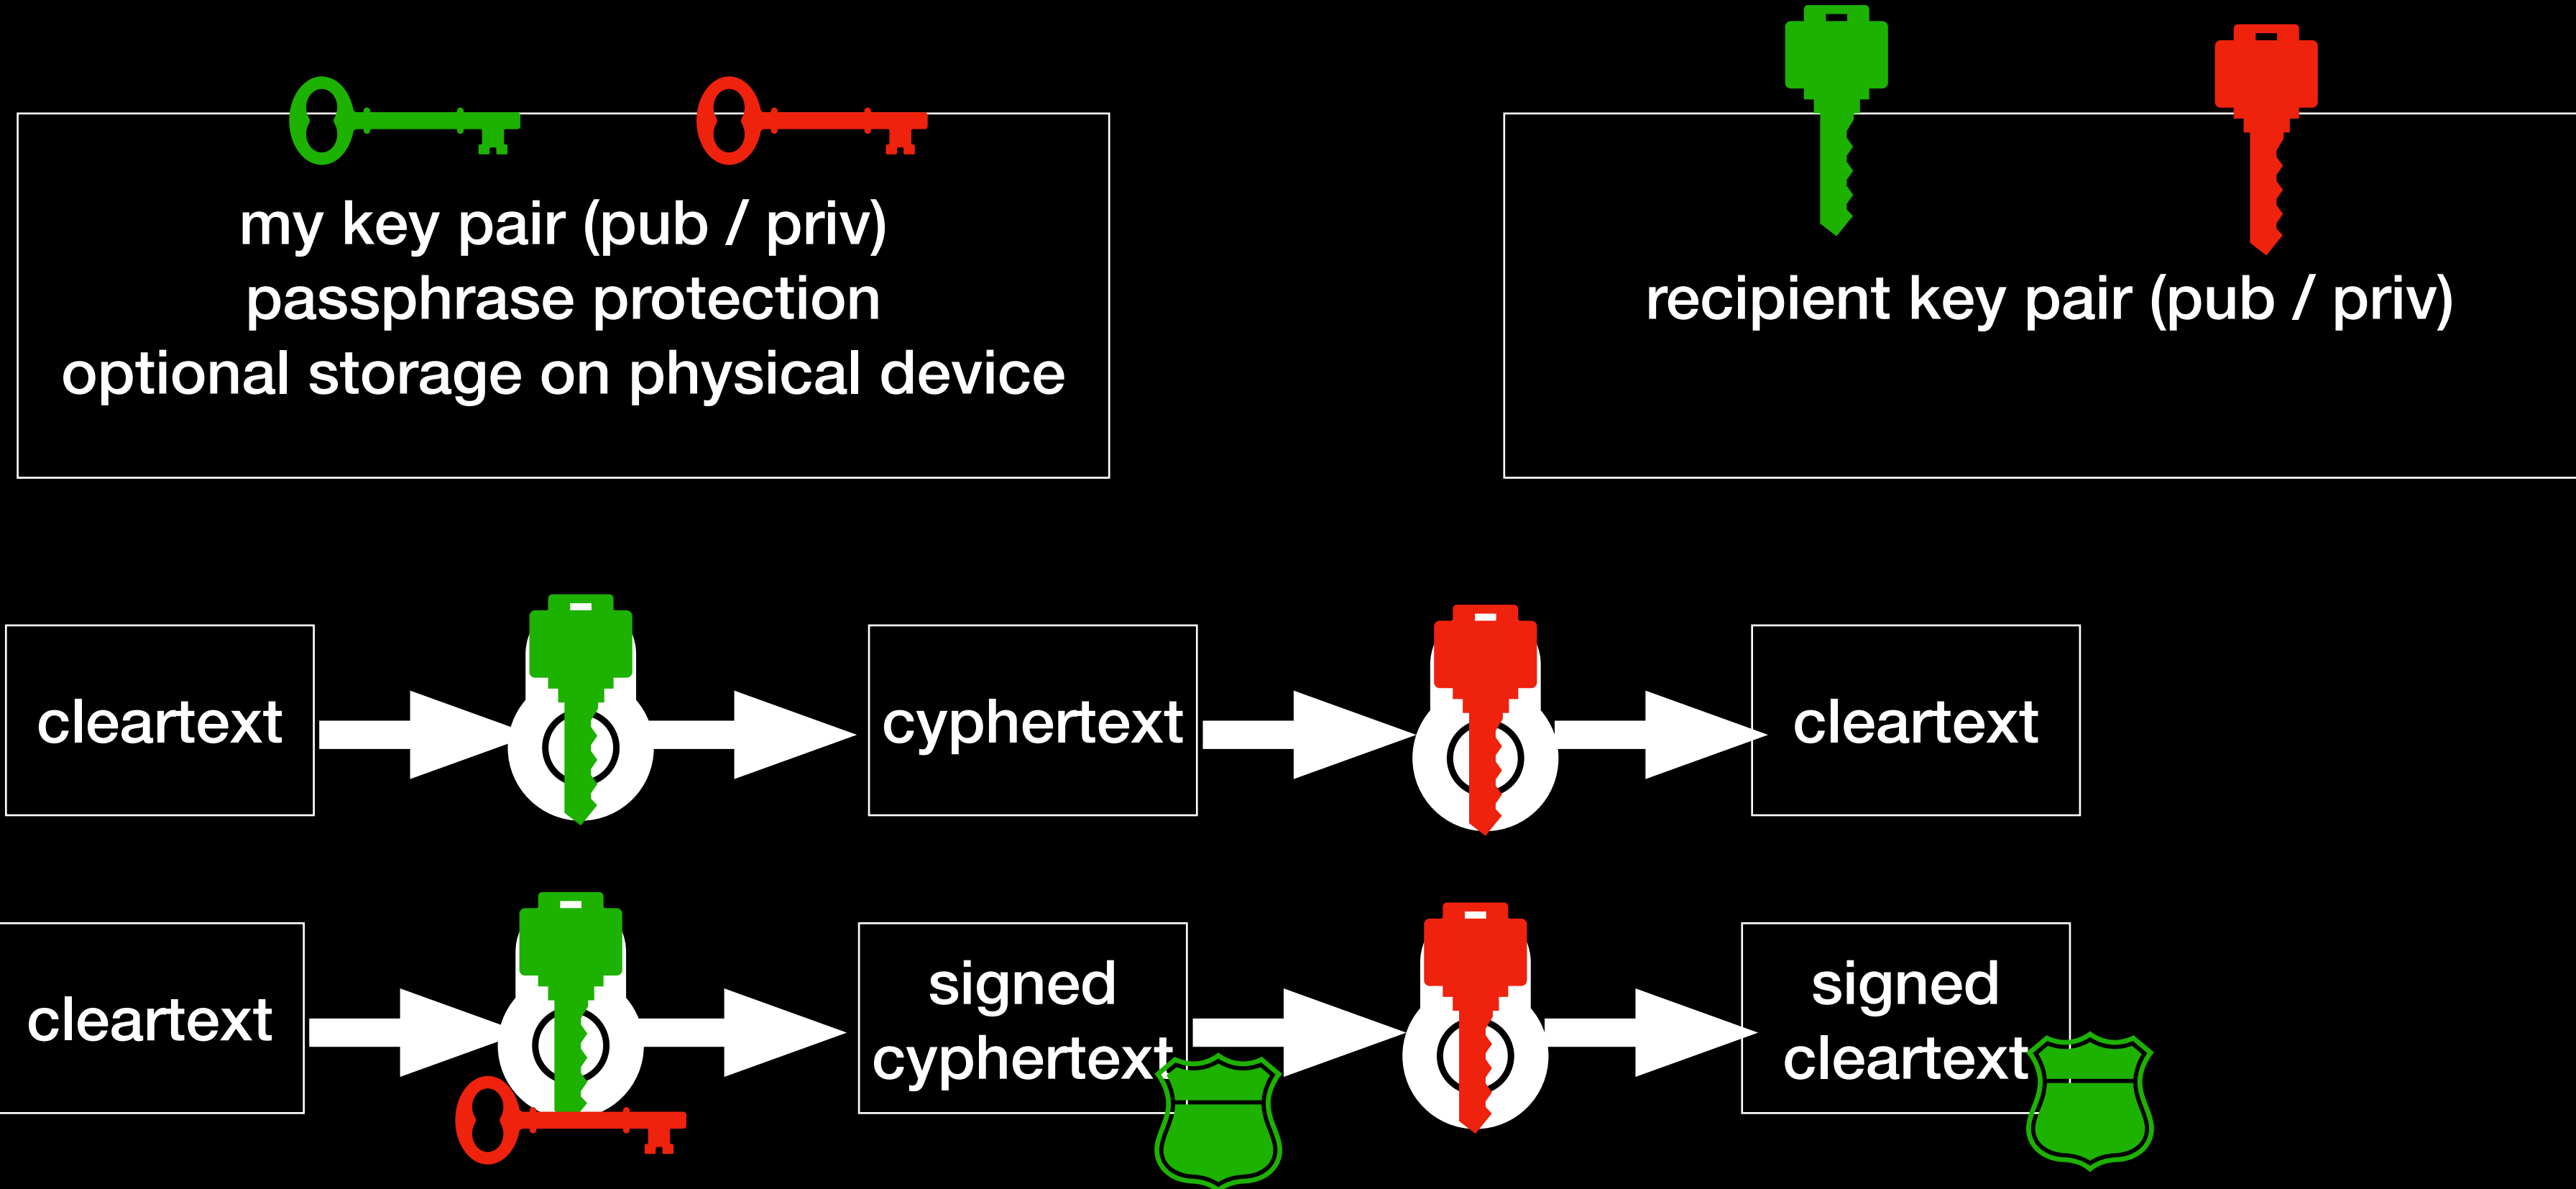 my key pair (pub / priv)
passphrase protection
optional storage on physical device
recipient key pair (pub / priv)
cleartext
cyphertext
cleartext
cleartext
signed
cyphertext
signed
cleartext